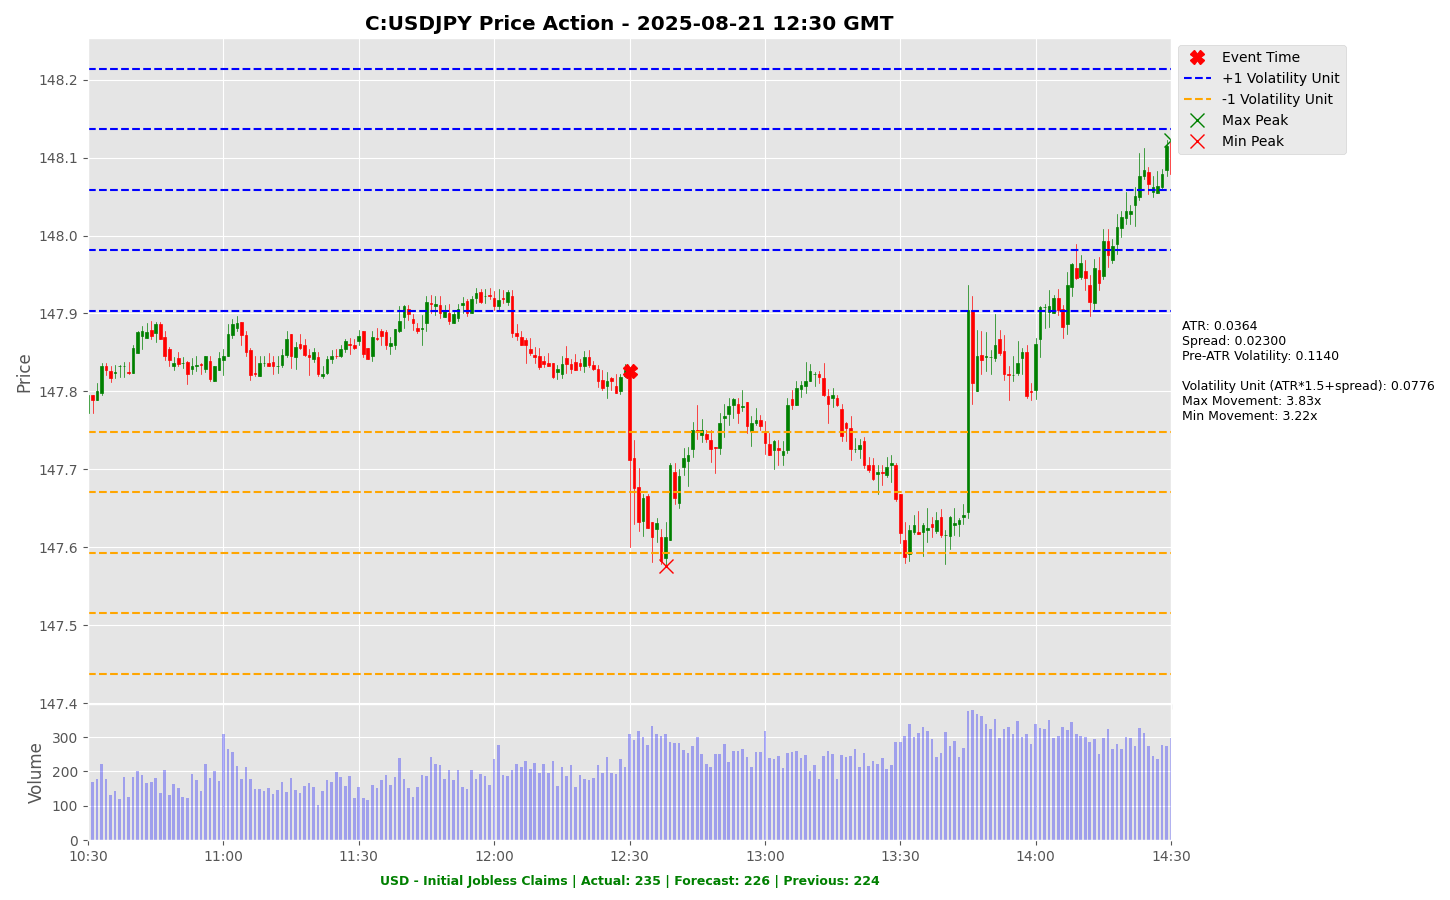 C:USDJPY Price Action - 2025-08-21 12:30 GMT
Event Time
+1 Volatility Unit
-1 Volatility Unit
Max Peak
Min Peak
Price
148.2
148.1
148.0
147.9
147.8
147.7
147.6
147.5
147.4
ATR: 0.0364
Spread: 0.02300
Pre-ATR Volatility: 0.1140
Volatility Unit (ATR*1.5+spread): 0.0776
Max Movement: 3.83x
Min Movement: 3.22x
Volume
300
200
100
0
10:30 11:00 11:30 12:00 12:30 13:00 13:30 14:00 14:30
USD - Initial Jobless Claims | Actual: 235 | Forecast: 226 | Previous: 224